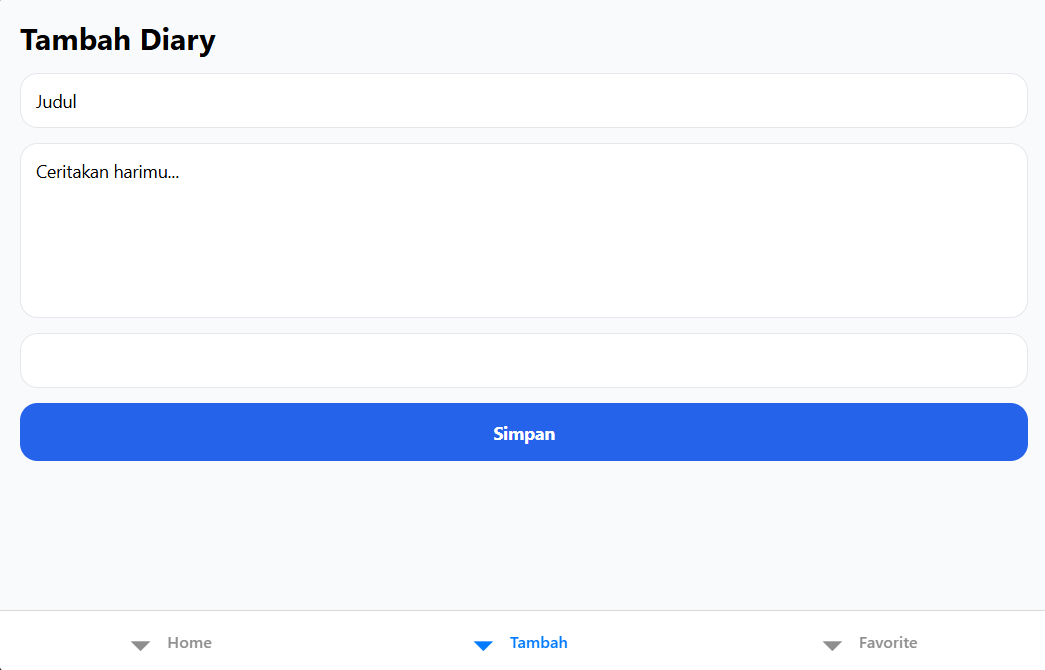 Tambah Diary
Judul
Ceritakan harimu...
Simpan
Home Tambah Favorite